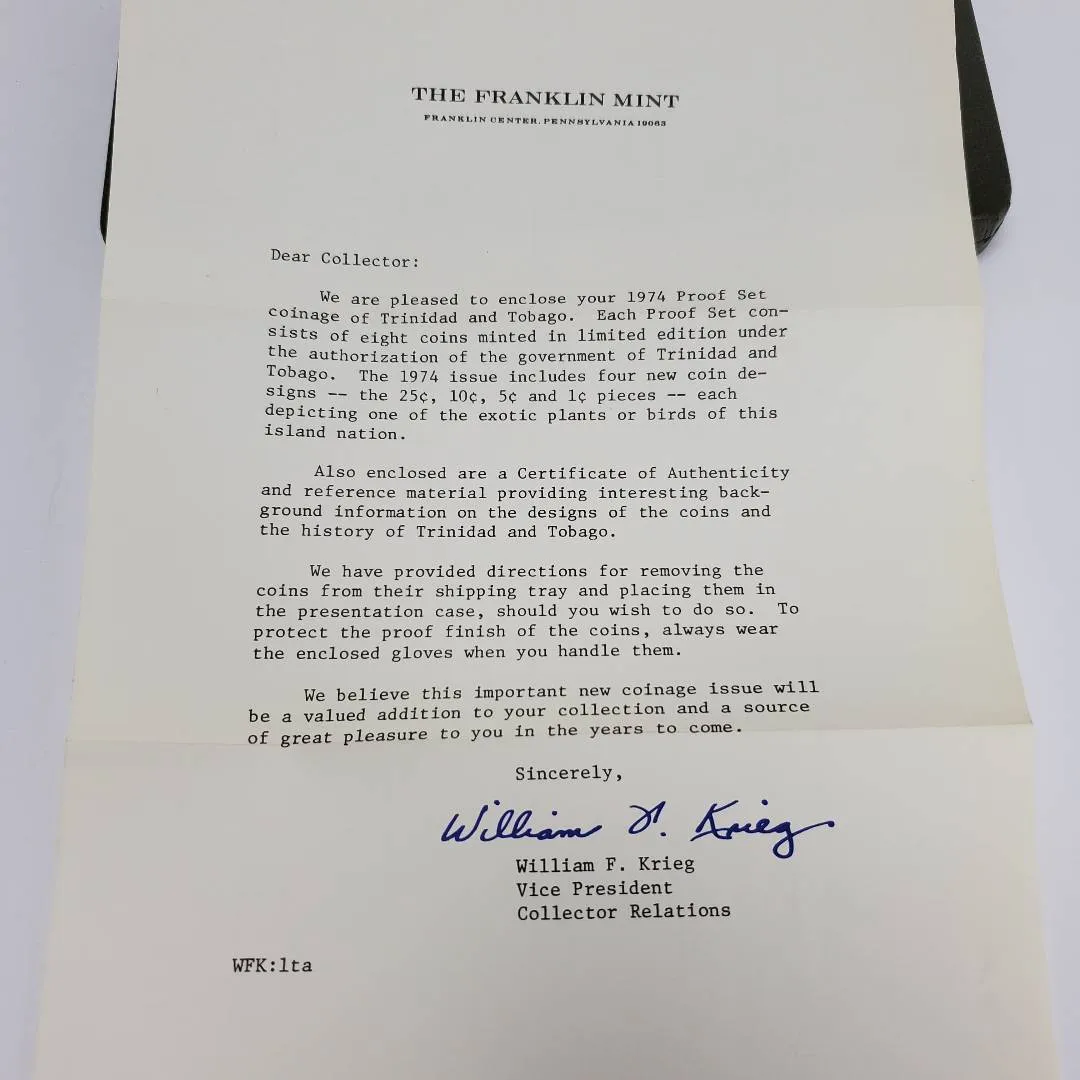 THE FRANKLIN MINT
FRANKLIN CENTER, PENNSYLVANIA 19063
Dear Collector:
We are pleased to enclose your 1974 Proof Set
coinage of Trinidad and Tobago. Each Proof Set con-
sists of eight coins minted in limited edition under
the authorization of the government of Trinidad and
Tobago. The 1974 issue includes four new coin de-
signs -- the 25¢, 10¢, 5¢ and 1¢ pieces -- each
depicting one of the exotic plants or birds of this
island nation.
Also enclosed are a Certificate of Authenticity
and reference material providing interesting back-
ground information on the designs of the coins and
the history of Trinidad and Tobago.
We have provided directions for removing the
coins from their shipping tray and placing them in
the presentation case, should you wish to do so. To
protect the proof finish of the coins, always wear
the enclosed gloves when you handle them.
We believe this important new coinage issue will
be a valued addition to your collection and a source
of great pleasure to you in the years to come.
Sincerely,
William F. Krieg
William F. Krieg
Vice President
Collector Relations
WFK:lta